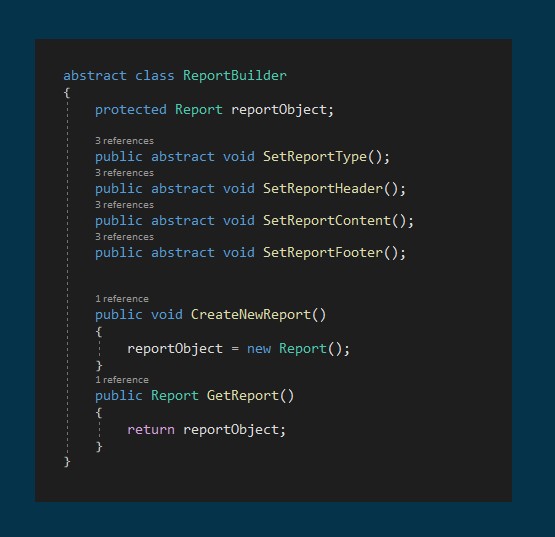 abstract class ReportBuilder
{
protected Report reportObject;
3 references
public abstract void SetReportType();
3 references
public abstract void SetReportHeader();
3 references
public abstract void SetReportContent();
3 references
public abstract void SetReportFooter();
1 reference
public void CreateNewReport()
{
reportObject = new Report();
}
1 reference
public Report GetReport()
{
return reportObject;
}
}